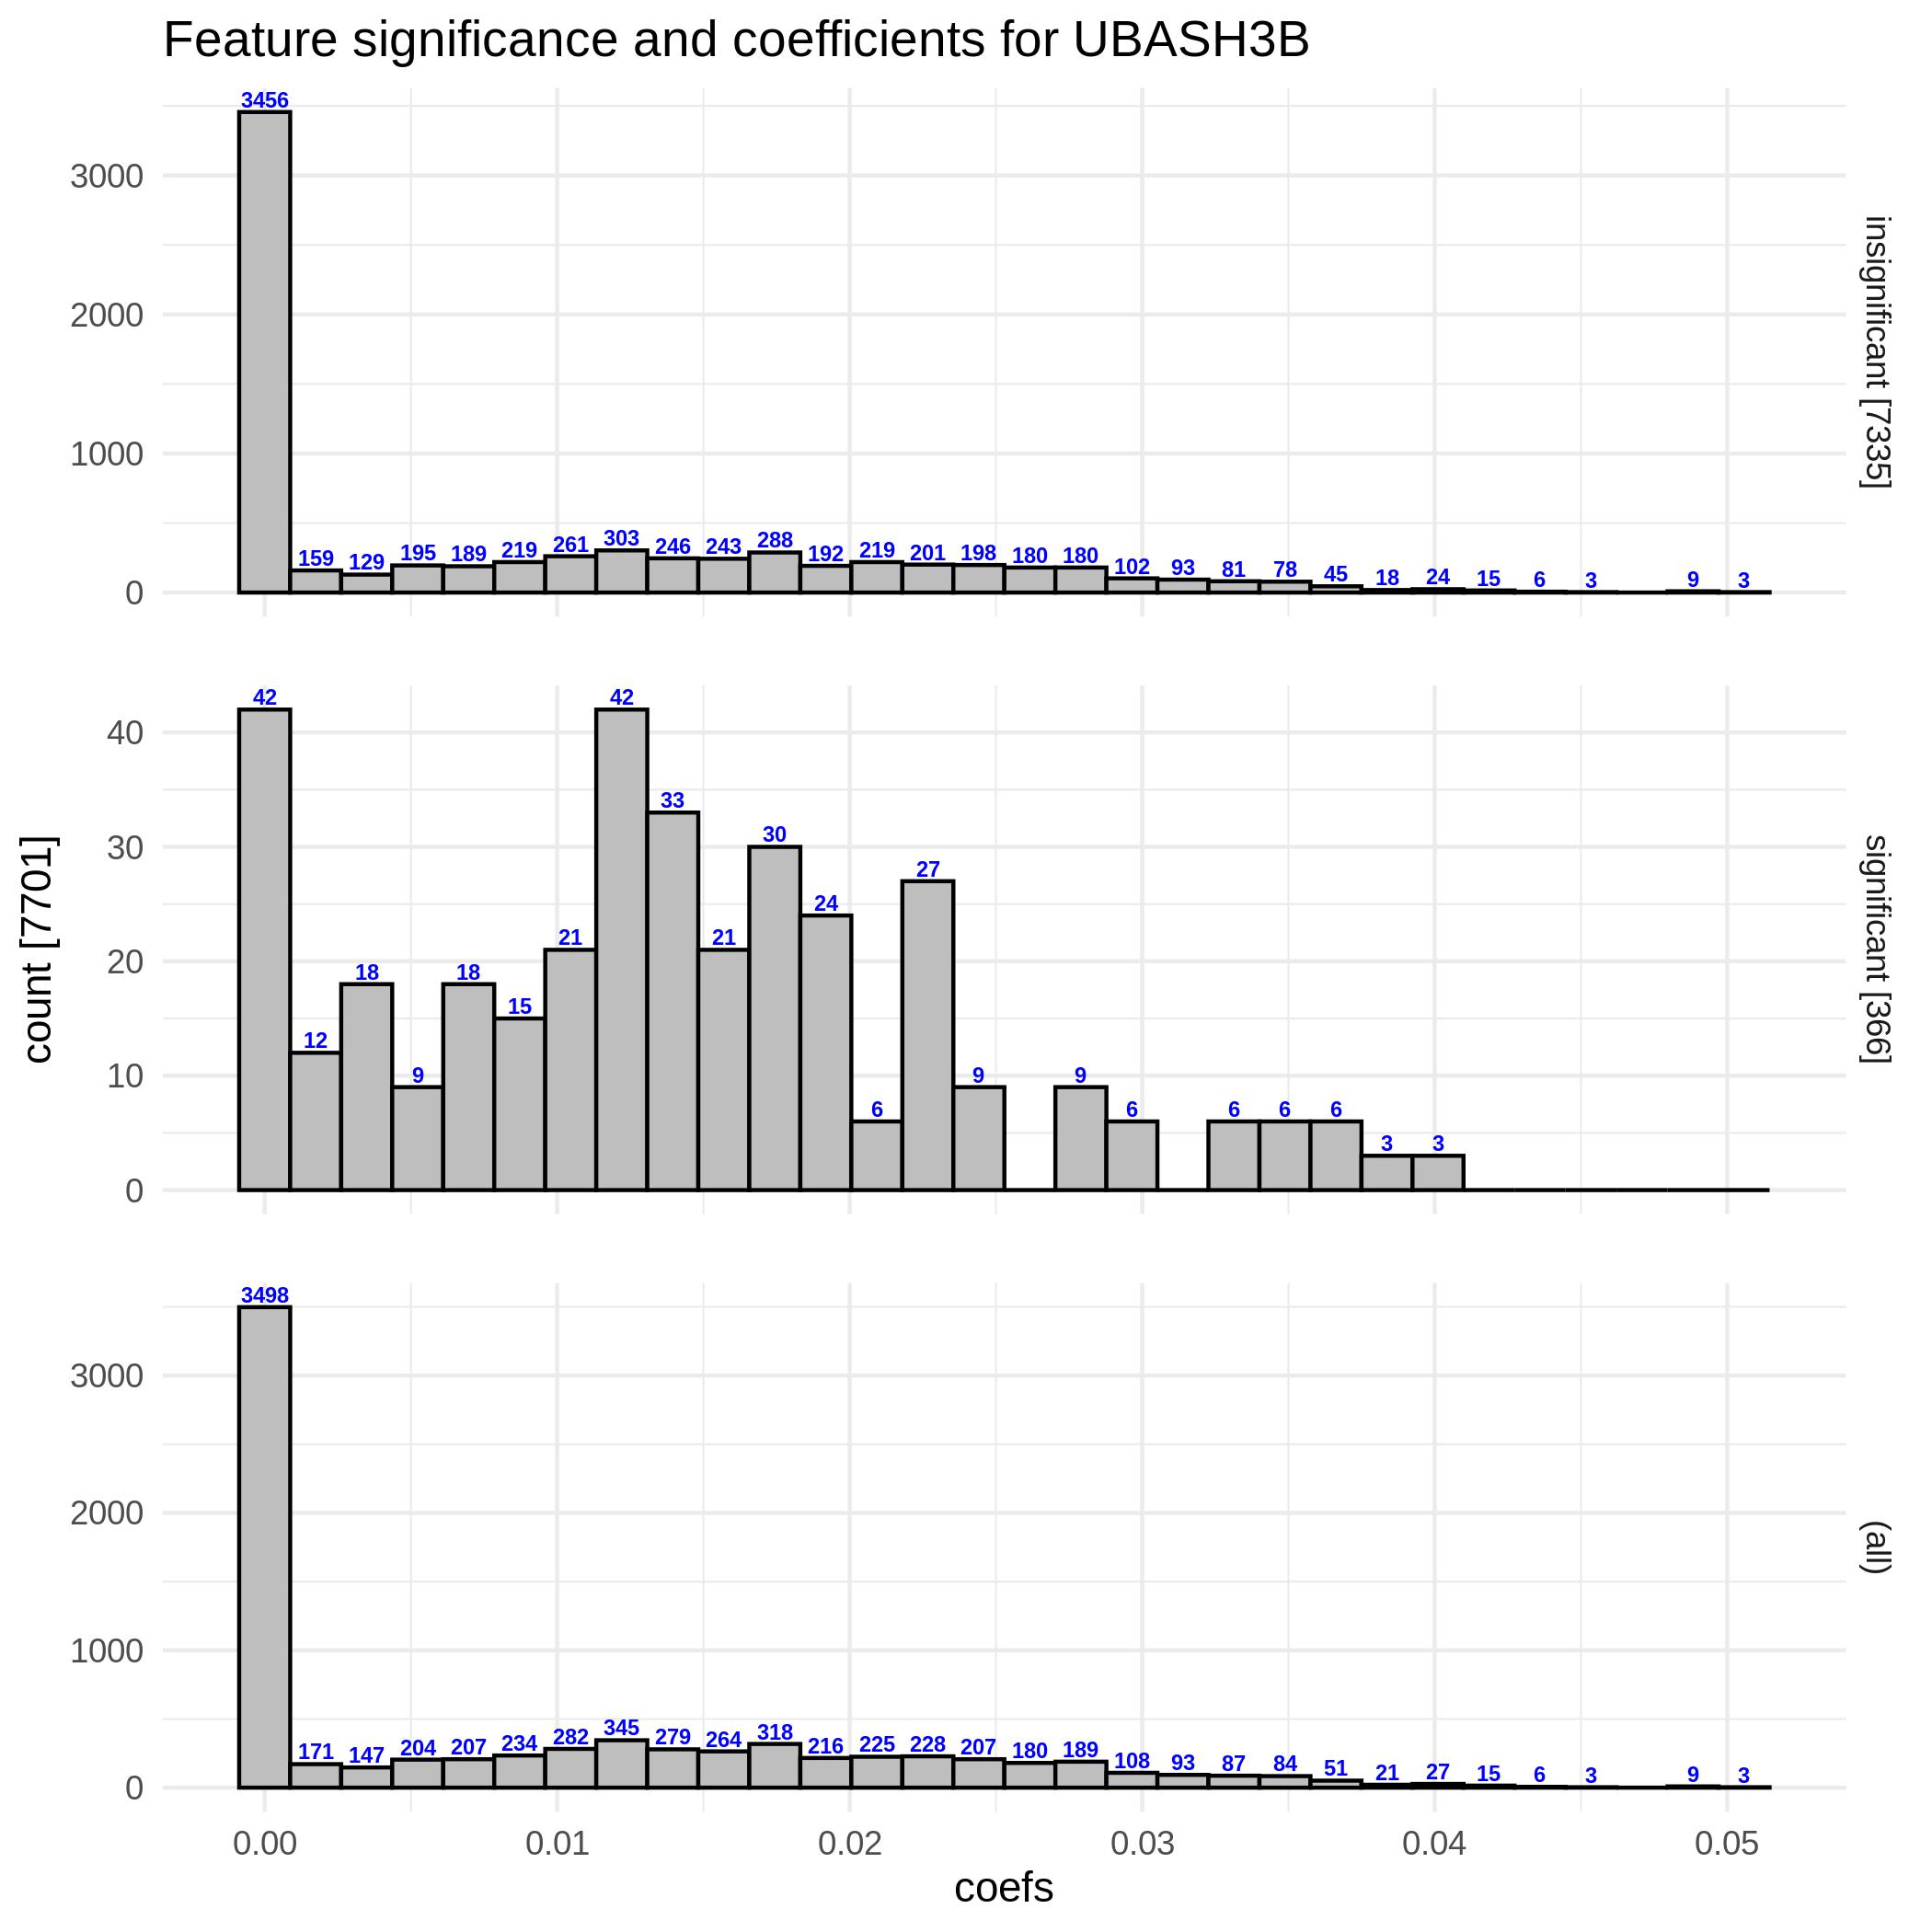 Feature significance and coefficients for UBASH3B
3456
3000
2000
1000
159 129 195 189 219 261 303 246 243 288 192 219 201 198 180 180 102 93 81 78 45 18 24 15 6 3 9 3
0
insignificant [7335]
42 42
40
33
30
30
27
24
21 21
20
18 18
15
12
10
9 9 9
6 6 6 6 6
3 3
0
significant [366]
count [7701]
3498
3000
2000
1000
171 147 204 207 234 282 345 279 264 318 216 225 228 207 180 189 108 93 87 84 51 21 27 15 6 3 9 3
0
(all)
0.00 0.01 0.02 0.03 0.04 0.05
coefs